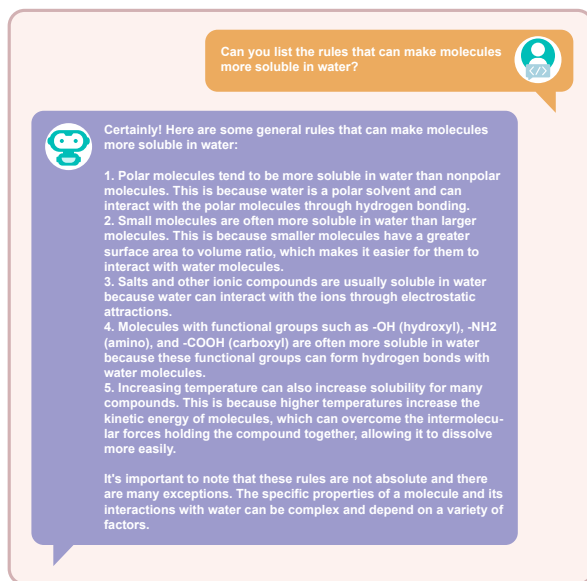 Can you list the rules that can make molecules
more soluble in water?
</>
Certainly! Here are some general rules that can make molecules
more soluble in water:
1. Polar molecules tend to be more soluble in water than nonpolar
molecules. This is because water is a polar solvent and can
interact with the polar molecules through hydrogen bonding.
2. Small molecules are often more soluble in water than larger
molecules. This is because smaller molecules have a greater
surface area to volume ratio, which makes it easier for them to
interact with water molecules.
3. Salts and other ionic compounds are usually soluble in water
because water can interact with the ions through electrostatic
attractions.
4. Molecules with functional groups such as -OH (hydroxyl), -NH2
(amino), and -COOH (carboxyl) are often more soluble in water
because these functional groups can form hydrogen bonds with
water molecules.
5. Increasing temperature can also increase solubility for many
compounds. This is because higher temperatures increase the
kinetic energy of molecules, which can overcome the intermolecu-
lar forces holding the compound together, allowing it to dissolve
more easily.
It's important to note that these rules are not absolute and there
are many exceptions. The specific properties of a molecule and its
interactions with water can be complex and depend on a variety of
factors.